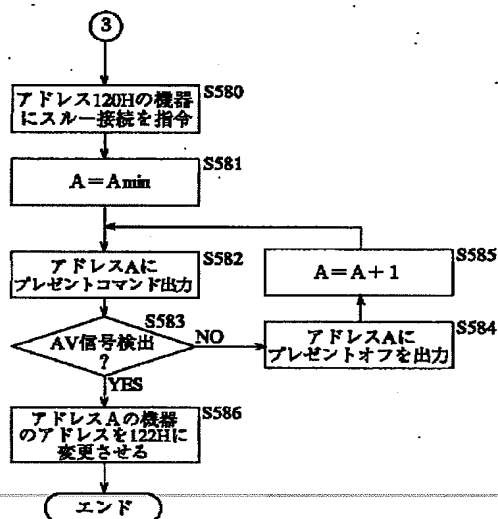 3
アドレス120Hの機器
にスルー接続を指令
S580
S581
A=Amin
アドレスAに
プレゼントコマンド出力
S582
A=A+1
S585
S583
AV信号検出
?
NO
YES
アドレスAに
プレゼントオフを出力
S584
アドレスAの機器
のアドレスを122Hに
変更させる
S586
エンド